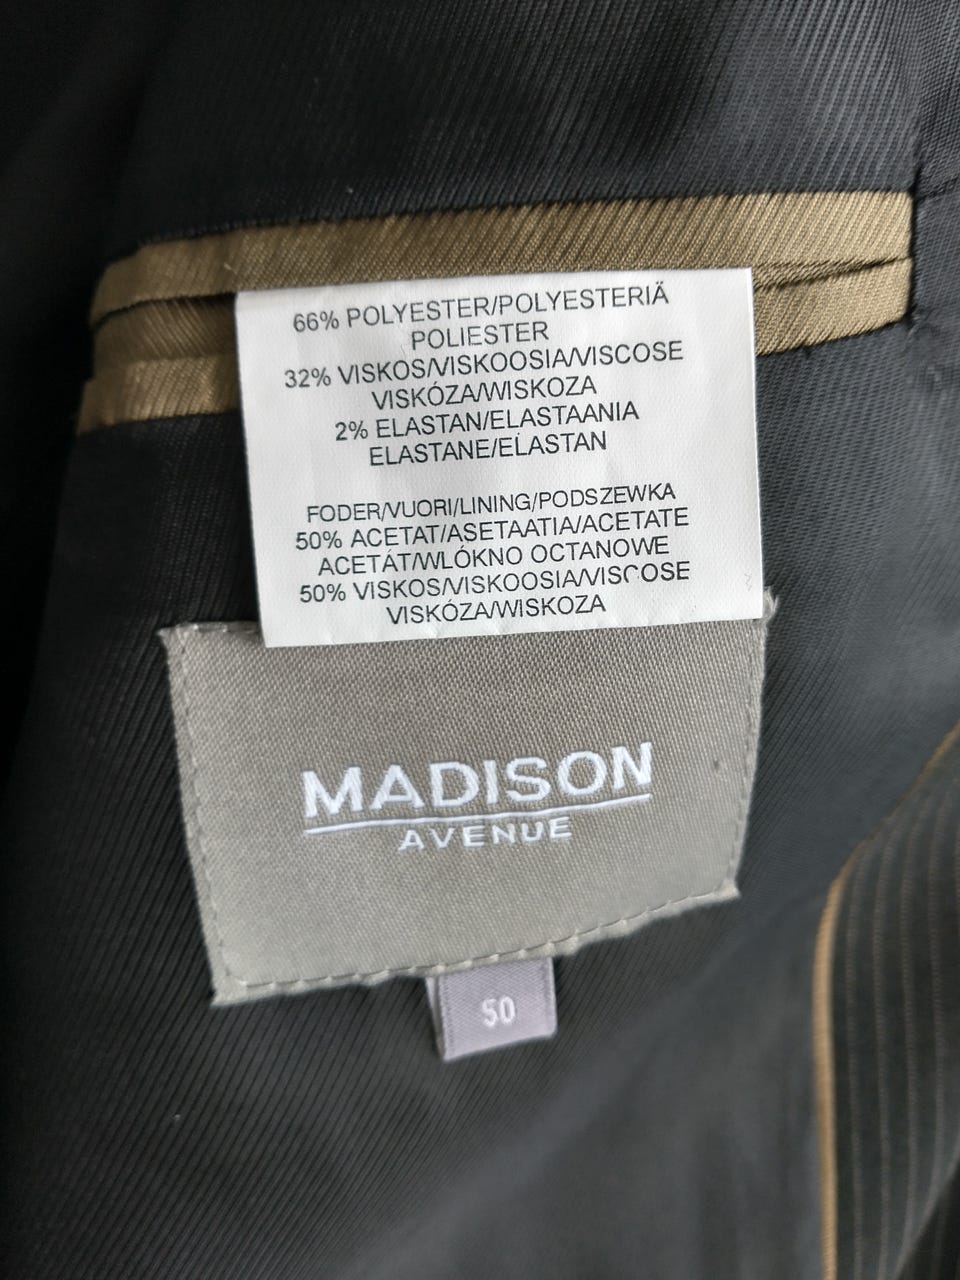 66% POLYESTER/POLYESTERIÄ
POLIESTER
32% VISKOS/VISKOOSIA/VISCOSE
VISKÓZA/WISKOZA
2% ELASTAN/ELASTAANIA
ELASTANE/ELASTAN
FODER/VUORI/LINING/PODSZEWKA
50% ACETAT/ASETAATIA/ACETATE
ACETÁT/WLÓKNO OCTANOWE
50% VISKOS/VISKOOSIA/VISCOSE
VISKÓZA/WISKOZA
MADISON
AVENUE
50